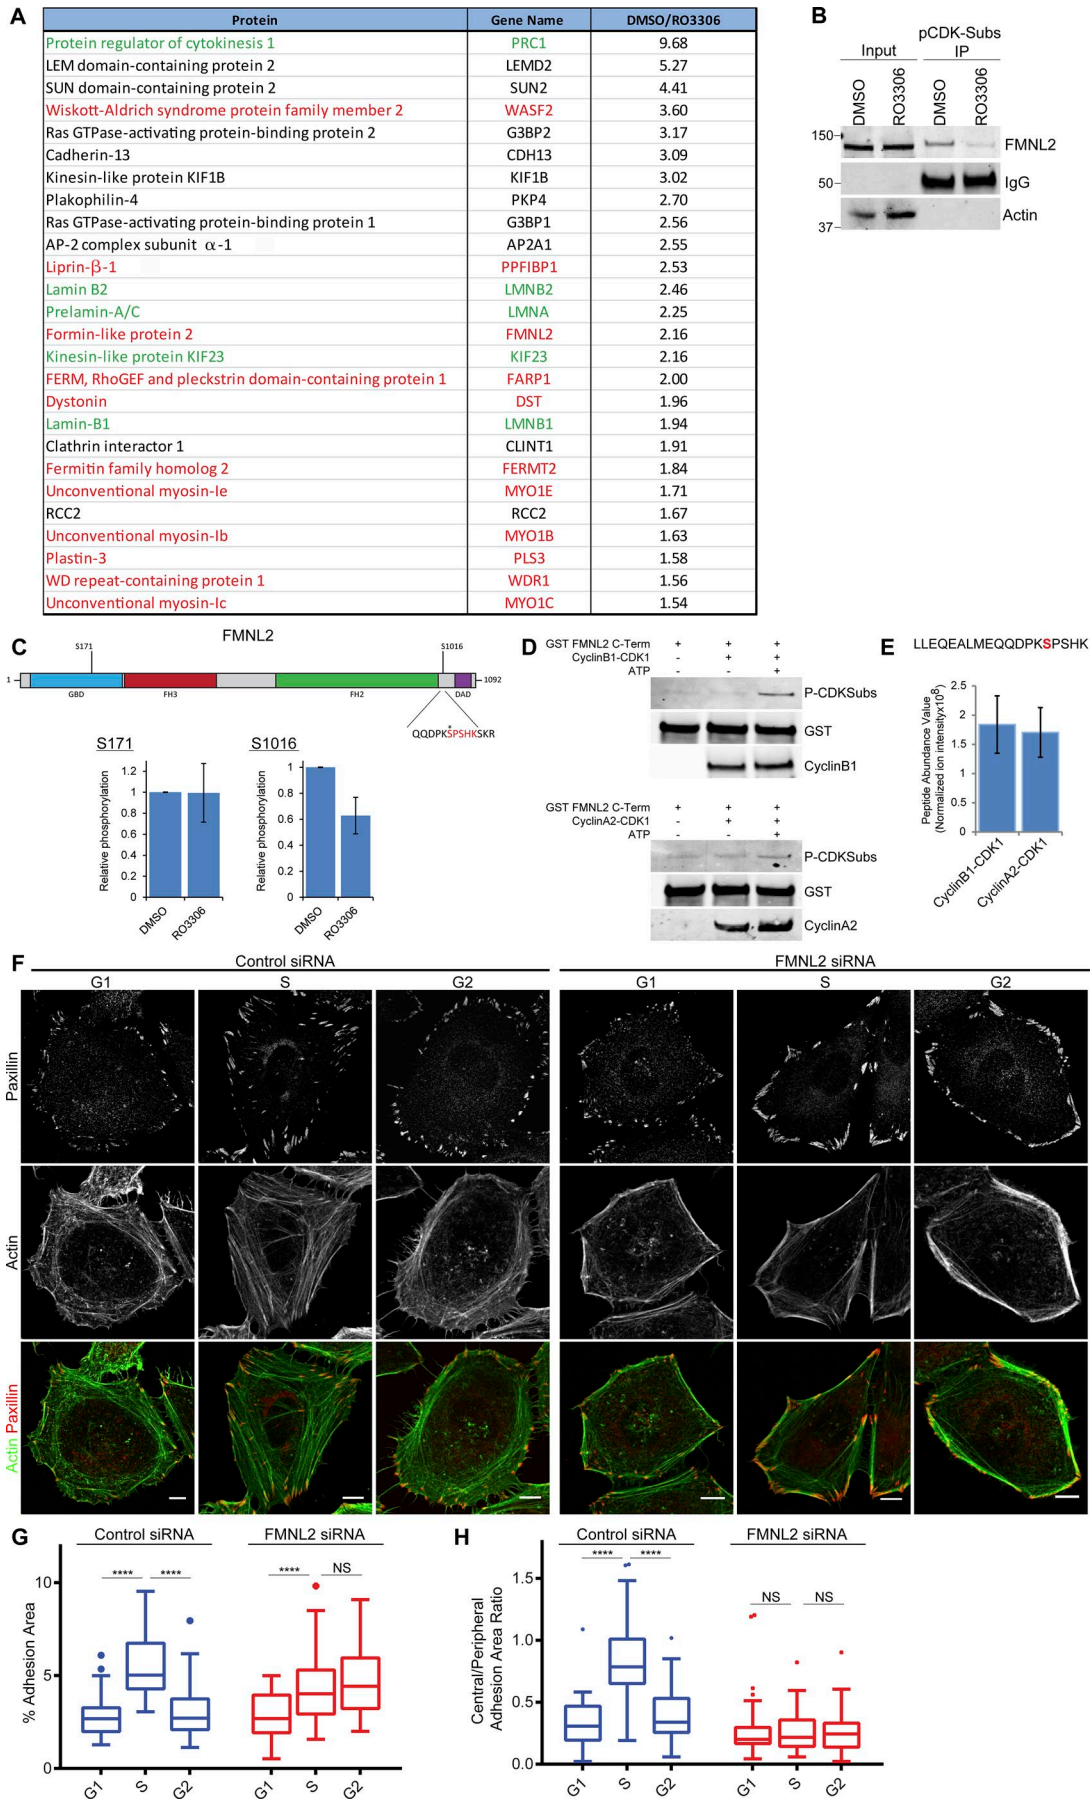 A
Protein Gene Name DMSO/RO3306
Protein regulator of cytokinesis 1 PRC1 9.68
LEM domain-containing protein 2 LEMD2 5.27
SUN domain-containing protein 2 SUN2 4.41
Wiskott-Aldrich syndrome protein family member 2 WASF2 3.60
Ras GTPase-activating protein-binding protein 2 G3BP2 3.17
Cadherin-13 CDH13 3.09
Kinesin-like protein KIF1B KIF1B 3.02
Plakophilin-4 PKP4 2.70
Ras GTPase-activating protein-binding protein 1 G3BP1 2.56
AP-2 complex subunit α-1 AP2A1 2.55
Liprin-β-1 PPFIBP1 2.53
Lamin B2 LMNB2 2.46
Prelamin-A/C LMNA 2.25
Formin-like protein 2 FMNL2 2.16
Kinesin-like protein KIF23 KIF23 2.16
FERM, RhoGEF and pleckstrin domain-containing protein 1 FARP1 2.00
Dystonin DST 1.96
Lamin-B1 LMNB1 1.94
Clathrin interactor 1 CLINT1 1.91
Fermitin family homolog 2 FERMT2 1.84
Unconventional myosin-Ie MYO1E 1.71
RCC2 RCC2 1.67
Unconventional myosin-Ib MYO1B 1.63
Plastin-3 PLS3 1.58
WD repeat-containing protein 1 WDR1 1.56
Unconventional myosin-Ic MYO1C 1.54
B
pCDK-Subs
Input IP
DMSO RO3306 DMSO RO3306
150 FMNL2
50 IgG
Actin
37
C
FMNL2
S171 S1016
1 1092
GBD FH3 FH2 DAD
*
QQDPKSPSHKSKR
S171 S1016
Relative phosphorylation
1.2
1
0.8
0.6
0.4
0.2
0
DMSO RO3306
Relative phosphorylation
1
0.8
0.6
0.4
0.2
0
DMSO RO3306
D
GST FMNL2 C-Term + + +
CyclinB1-CDK1 - + +
ATP - - +
P-CDKSubs
GST
CyclinB1
GST FMNL2 C-Term + + +
CyclinA2-CDK1 - + +
ATP - - +
P-CDKSubs
GST
CyclinA2
E
LLEQEALMEQQDPKSPSHK
Peptide Abundance Value
(Normalized ion intensityx10⁸)
2.5
2
1.5
1
0.5
0
CyclinB1-CDK1 CyclinA2-CDK1
F
Control siRNA FMNL2 siRNA
G1 S G2 G1 S G2
Paxillin
Actin
Actin Paxillin
G
Control siRNA FMNL2 siRNA
% Adhesion Area
10
5
0
**** **** **** NS
G1 S G2 G1 S G2
H
Control siRNA FMNL2 siRNA
Central/Peripheral
Adhesion Area Ratio
1.5
1.0
0.5
0.0
**** **** NS NS
G1 S G2 G1 S G2